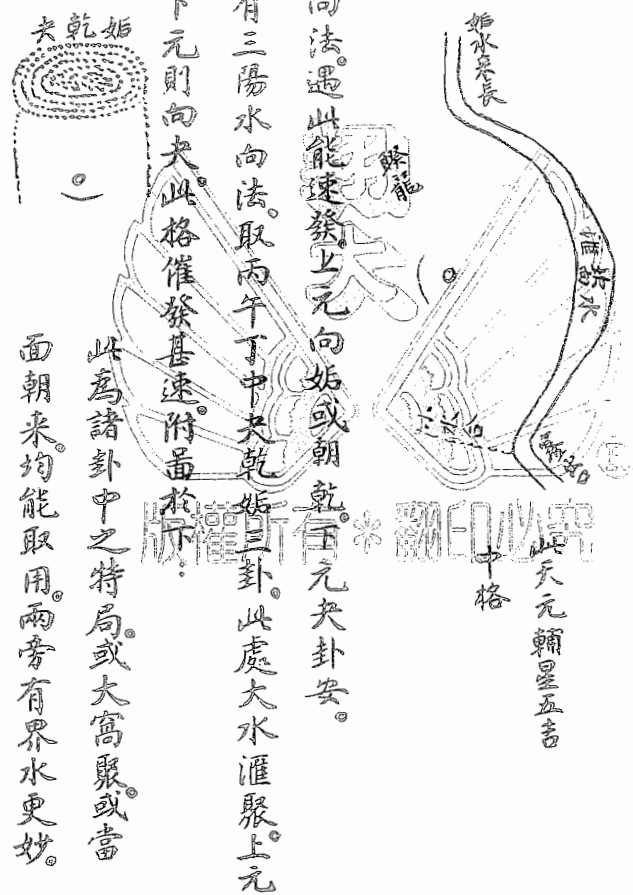 姤水來長
鰲龍
此天元輔星五吉
中格
向法。遇此能速發。上元向姤或朝乾。下元夬卦安。
有三陽水向法。取丙午丁中夬乾姤三卦。此處大水滙聚。上元
下元則向夬。此格催發甚速。附圖於下：
此為諸卦中之特局。或大窩聚。或當
面朝来。均能取用。兩旁有界水更妙。
姤乾夬
版權所有＊翻印必究